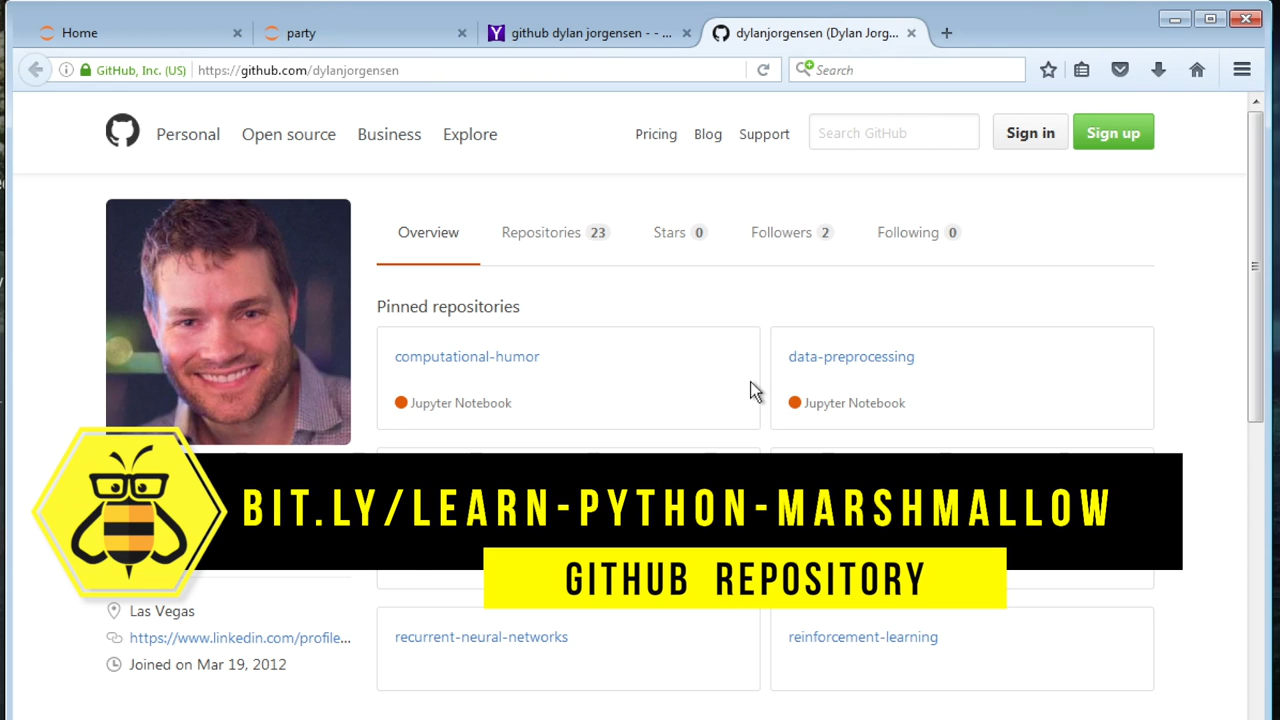 Home
party
github dylan jorgensen - - ...
dylanjorgensen (Dylan Jorg...
GitHub, Inc. (US)
https://github.com/dylanjorgensen
Search
Personal
Open source
Business
Explore
Pricing
Blog
Support
Search GitHub
Sign in
Sign up
Overview
Repositories 23
Stars 0
Followers 2
Following 0
Pinned repositories
computational-humor
Jupyter Notebook
data-preprocessing
Jupyter Notebook
BIT.LY/LEARN-PYTHON-MARSHMALLOW
GITHUB REPOSITORY
Las Vegas
https://www.linkedin.com/profile...
Joined on Mar 19, 2012
recurrent-neural-networks
reinforcement-learning